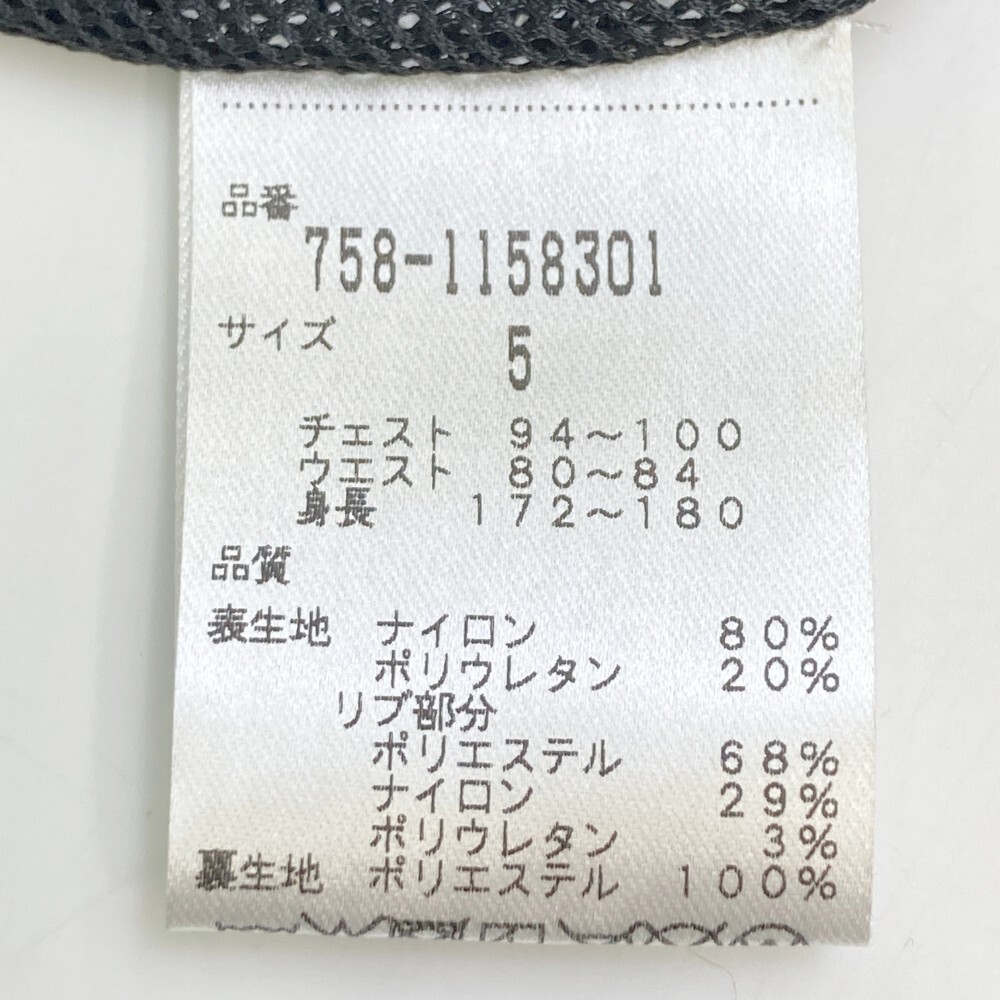 品番
758-1158301
サイズ 5
チェスト 94~100
ウエスト 80~84
身長 172~180
品質
表生地 ナイロン 80%
ポリウレタン 20%
リブ部分
ポリエステル 68%
ナイロン 29%
ポリウレタン 3%
裏生地 ポリエステル 100%